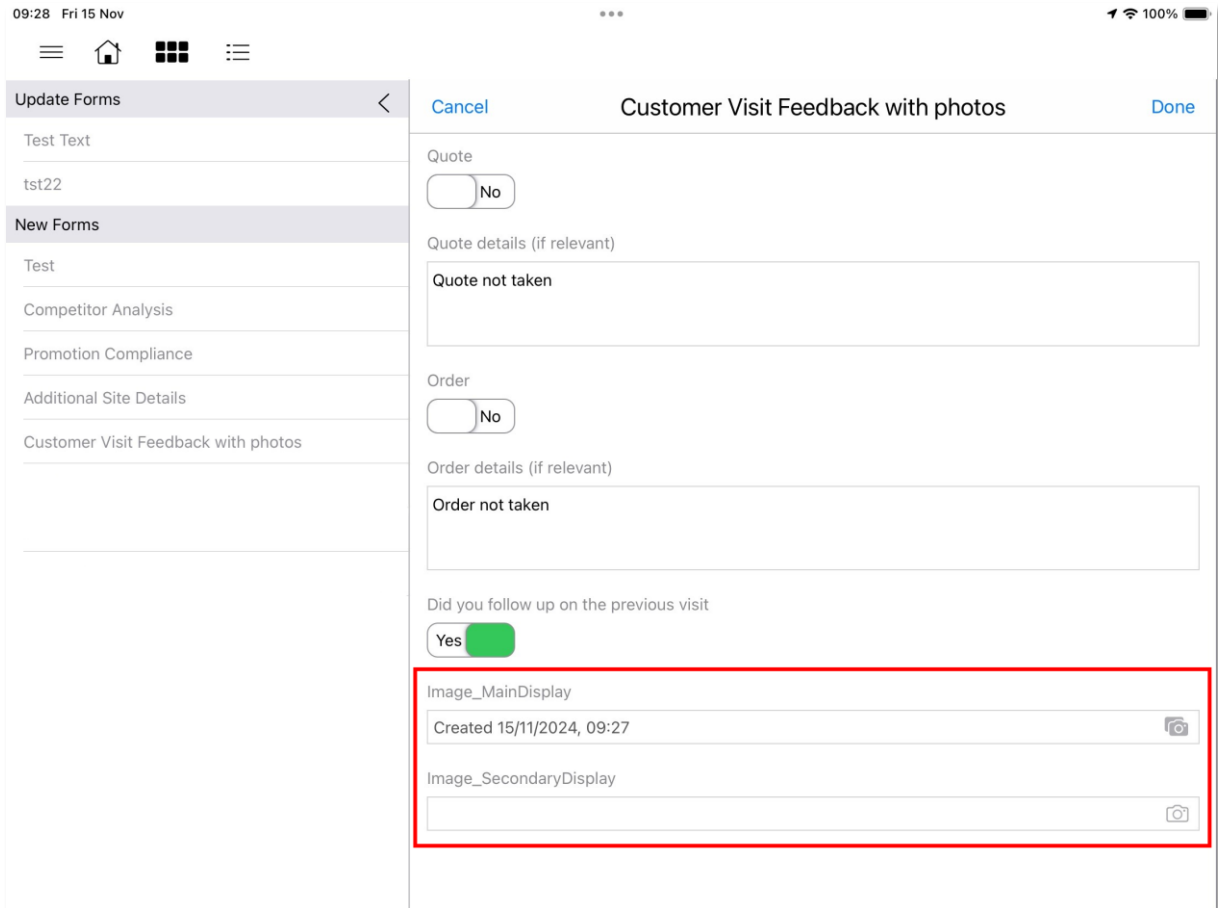 09:28 Fri 15 Nov
100%
Update Forms
Test Text
tst22
New Forms
Test
Competitor Analysis
Promotion Compliance
Additional Site Details
Customer Visit Feedback with photos
Cancel
Customer Visit Feedback with photos
Done
Quote
No
Quote details (if relevant)
Quote not taken
Order
No
Order details (if relevant)
Order not taken
Did you follow up on the previous visit
Yes
Image_MainDisplay
Created 15/11/2024, 09:27
Image_SecondaryDisplay